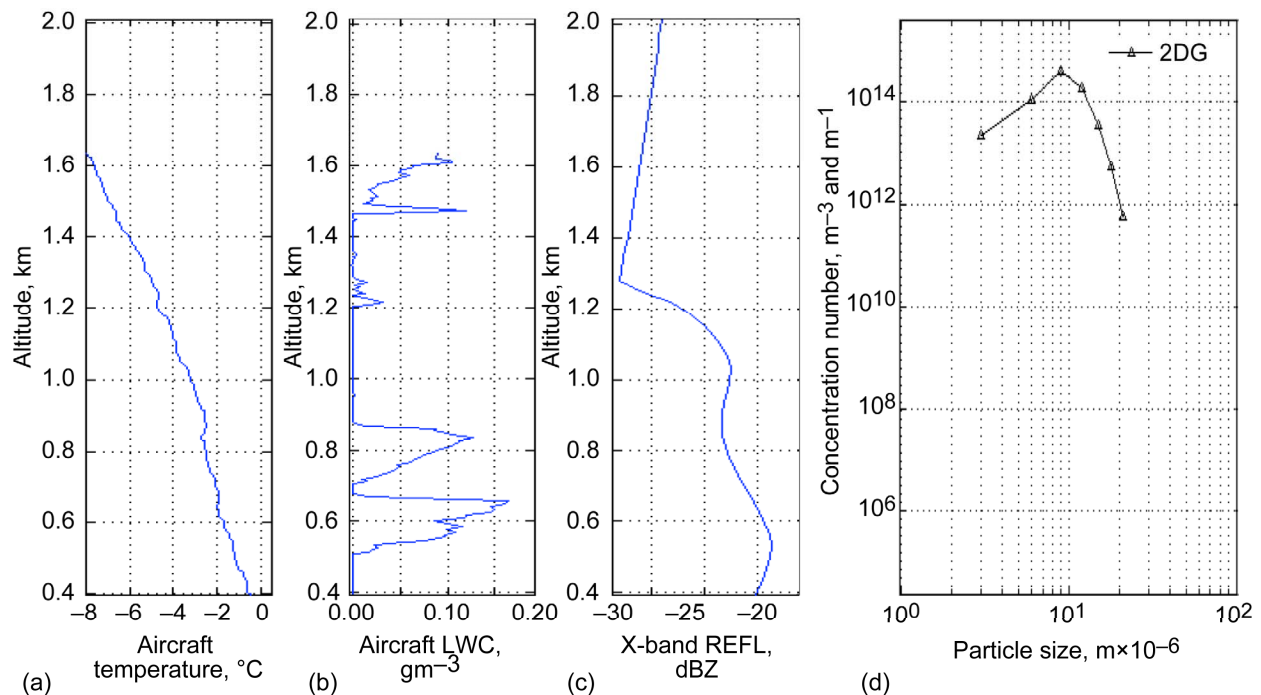 2.0
1.8
1.6
1.4
1.2
1.0
0.8
0.6
0.4
Altitude, km
–8 –6 –4 –2 0
Aircraft
temperature, °C
(a)
2.0
1.8
1.6
1.4
1.2
1.0
0.8
0.6
0.4
Altitude, km
0.00 0.10 0.20
Aircraft LWC,
gm–3
(b)
2.0
1.8
1.6
1.4
1.2
1.0
0.8
0.6
0.4
Altitude, km
–30 –25 –20
X-band REFL,
dBZ
(c)
2DG
10^14
10^12
10^10
10^8
10^6
Concentration number, m–3 and m–1
10^0 10^1 10^2
Particle size, m×10–6
(d)